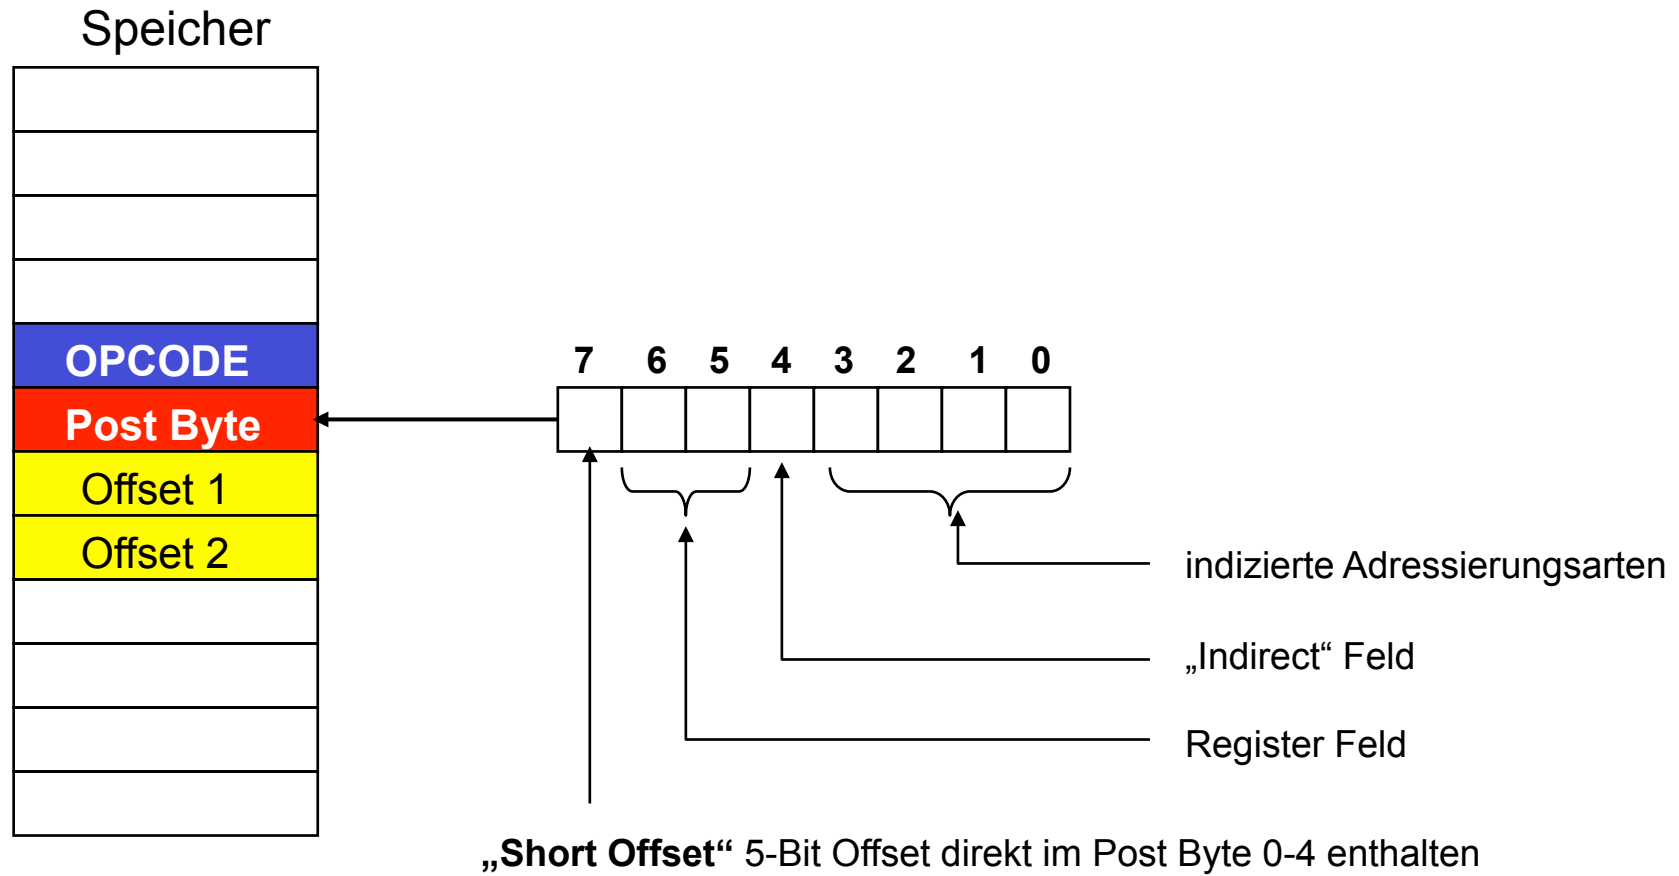 Speicher
OPCODE
Post Byte
Offset 1
Offset 2
7 6 5 4 3 2 1 0
indizierte Adressierungsarten
„Indirect“ Feld
Register Feld
„Short Offset“ 5-Bit Offset direkt im Post Byte 0-4 enthalten